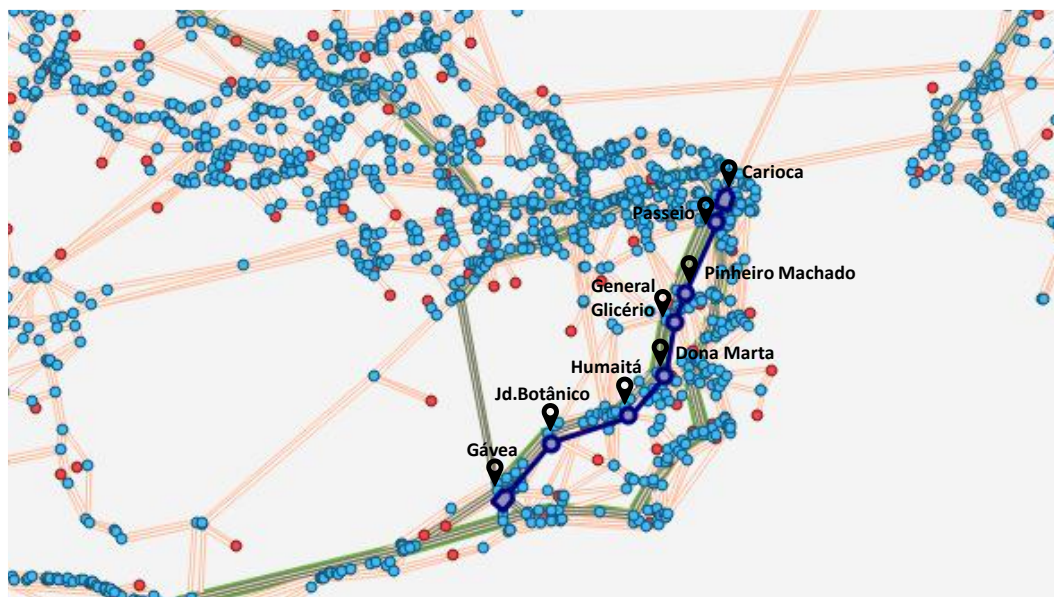 Carioca
Passeio
Pinheiro Machado
General
Glicério
Dona Marta
Humaitá
Jd.Botânico
Gávea